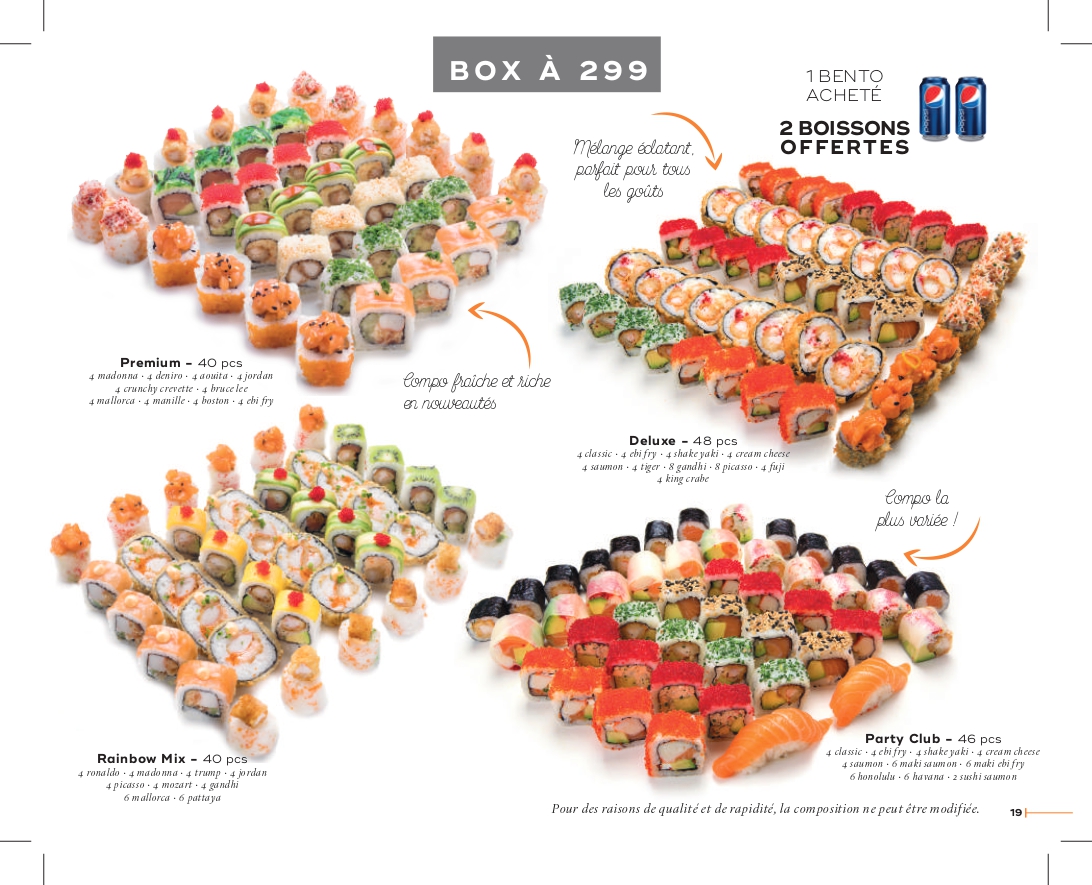 BOX À 299
1 BENTO
ACHETÉ
2 BOISSONS
OFFERTES
pepsi
pepsi
Mélange éclatant,
parfait pour tous
les goûts
Premium – 40 pcs
4 madonna · 4 deniro · 4 aouita · 4 jordan
4 crunchy crevette · 4 bruce lee
4 mallorca · 4 manille · 4 boston · 4 ebi fry
Compo fraîche et riche
en nouveautés
Deluxe – 48 pcs
4 classic · 4 ebi fry · 4 shake yaki · 4 cream cheese
4 saumon · 4 tiger · 8 gandhi · 8 picasso · 4 fuji
4 king crabe
Compo la
plus variée !
Rainbow Mix – 40 pcs
4 ronaldo · 4 madonna · 4 trump · 4 jordan
4 picasso · 4 mozart · 4 gandhi
6 mallorca · 6 pattaya
Party Club – 46 pcs
4 classic · 4 ebi fry · 4 shake yaki · 4 cream cheese
4 saumon · 6 maki saumon · 6 maki ebi fry
6 honolulu · 6 havana · 2 sushi saumon
Pour des raisons de qualité et de rapidité, la composition ne peut être modifiée.
19